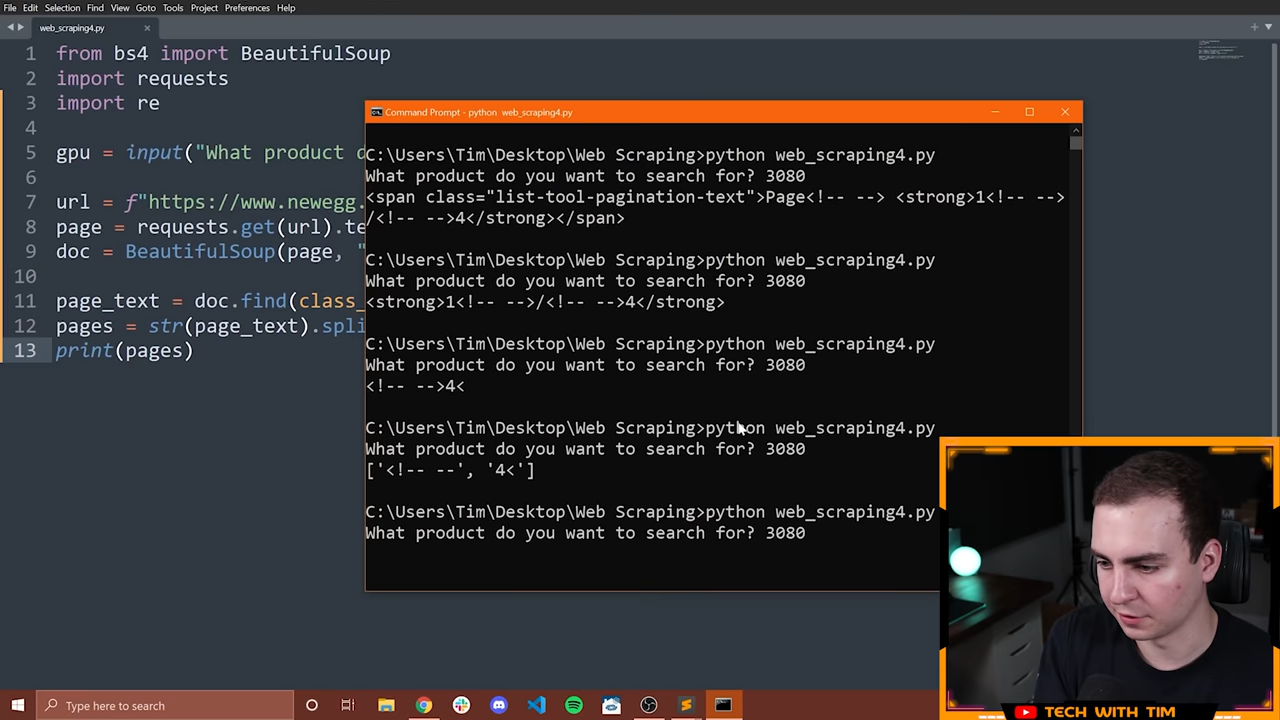 File Edit Selection Find View Goto Tools Project Preferences Help
web_scraping4.py
1 from bs4 import BeautifulSoup
2 import requests
3 import re
4
5 gpu = input("What product d
6
7 url = f"https://www.newegg.
8 page = requests.get(url).te
9 doc = BeautifulSoup(page, "
10
11 page_text = doc.find(class_
12 pages = str(page_text).spli
13 print(pages)
Command Prompt - python web_scraping4.py
C:\Users\Tim\Desktop\Web Scraping>python web_scraping4.py
What product do you want to search for? 3080
<span class="list-tool-pagination-text">Page<!-- --> <strong>1<!-- -->
/<!-- -->4</strong></span>
C:\Users\Tim\Desktop\Web Scraping>python web_scraping4.py
What product do you want to search for? 3080
<strong>1<!-- -->/<!-- -->4</strong>
C:\Users\Tim\Desktop\Web Scraping>python web_scraping4.py
What product do you want to search for? 3080
<!-- -->4<
C:\Users\Tim\Desktop\Web Scraping>python web_scraping4.py
What product do you want to search for? 3080
['<!-- --', '4<']
C:\Users\Tim\Desktop\Web Scraping>python web_scraping4.py
What product do you want to search for? 3080
Type here to search
TECH WITH TIM